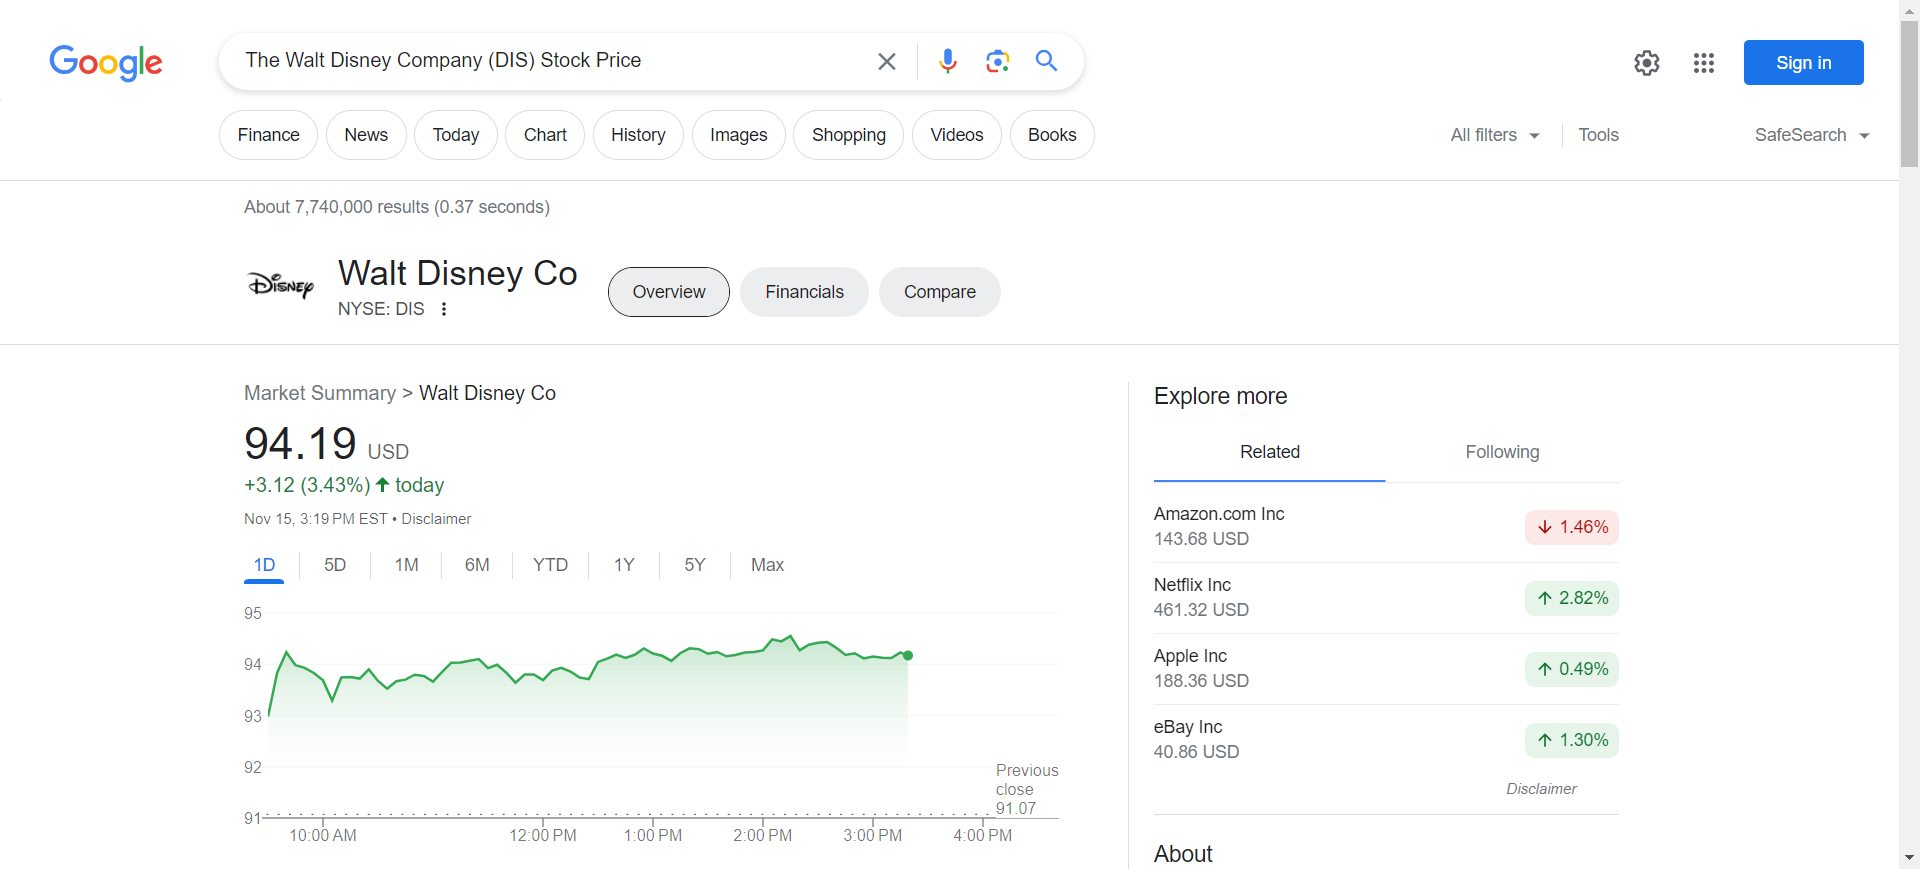 Google
The Walt Disney Company (DIS) Stock Price
Sign in
Finance
News
Today
Chart
History
Images
Shopping
Videos
Books
All filters
Tools
SafeSearch
About 7,740,000 results (0.37 seconds)
Disney
Walt Disney Co
NYSE: DIS
Overview
Financials
Compare
Market Summary > Walt Disney Co
94.19 USD
+3.12 (3.43%) today
Nov 15, 3:19 PM EST • Disclaimer
1D
5D
1M
6M
YTD
1Y
5Y
Max
95
94
93
92
91
Previous
close
91.07
10:00 AM
12:00 PM
1:00 PM
2:00 PM
3:00 PM
4:00 PM
Explore more
Related
Following
Amazon.com Inc
143.68 USD
1.46%
Netflix Inc
461.32 USD
2.82%
Apple Inc
188.36 USD
0.49%
eBay Inc
40.86 USD
1.30%
Disclaimer
About